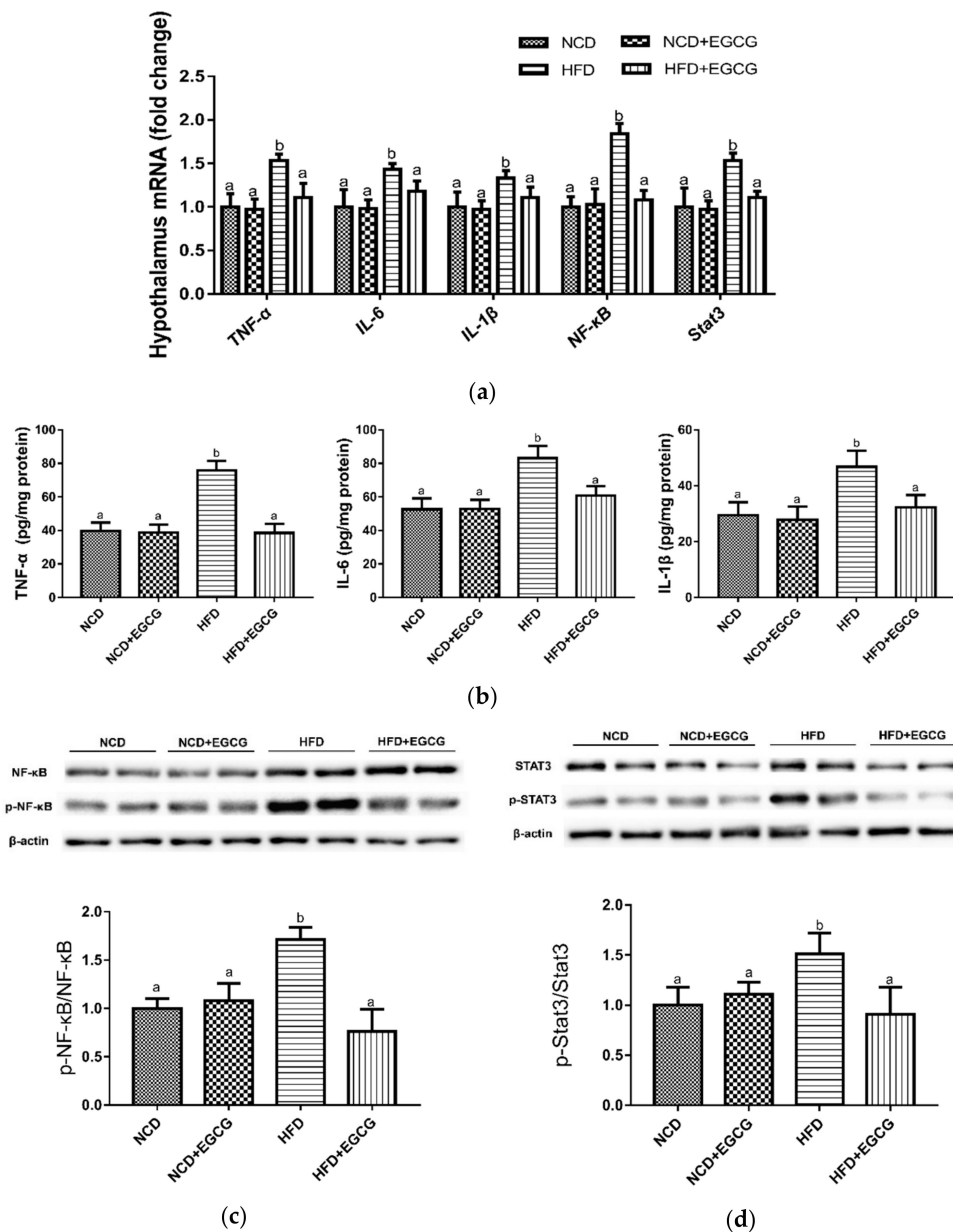 NCD NCD+EGCG
HFD HFD+EGCG
Hypothalamus mRNA (fold change)
2.5
2.0
1.5
1.0
0.5
0.0
a a b a a a b a a a b a a a b a a a b a
TNF-α IL-6 IL-1β NF-κB Stat3
(a)
TNF-α (pg/mg protein)
100
80
60
40
20
0
a a b a
NCD NCD+EGCG HFD HFD+EGCG
IL-6 (pg/mg protein)
100
80
60
40
20
0
a a b a
NCD NCD+EGCG HFD HFD+EGCG
IL-1β (pg/mg protein)
60
40
20
0
a a b a
NCD NCD+EGCG HFD HFD+EGCG
(b)
NCD NCD+EGCG HFD HFD+EGCG
NF-κB
p-NF-κB
β-actin
p-NF-κB/NF-κB
2.0
1.5
1.0
0.5
0.0
a a b a
NCD NCD+EGCG HFD HFD+EGCG
(c)
NCD NCD+EGCG HFD HFD+EGCG
STAT3
p-STAT3
β-actin
p-Stat3/Stat3
2.0
1.5
1.0
0.5
0.0
a a b a
NCD NCD+EGCG HFD HFD+EGCG
(d)